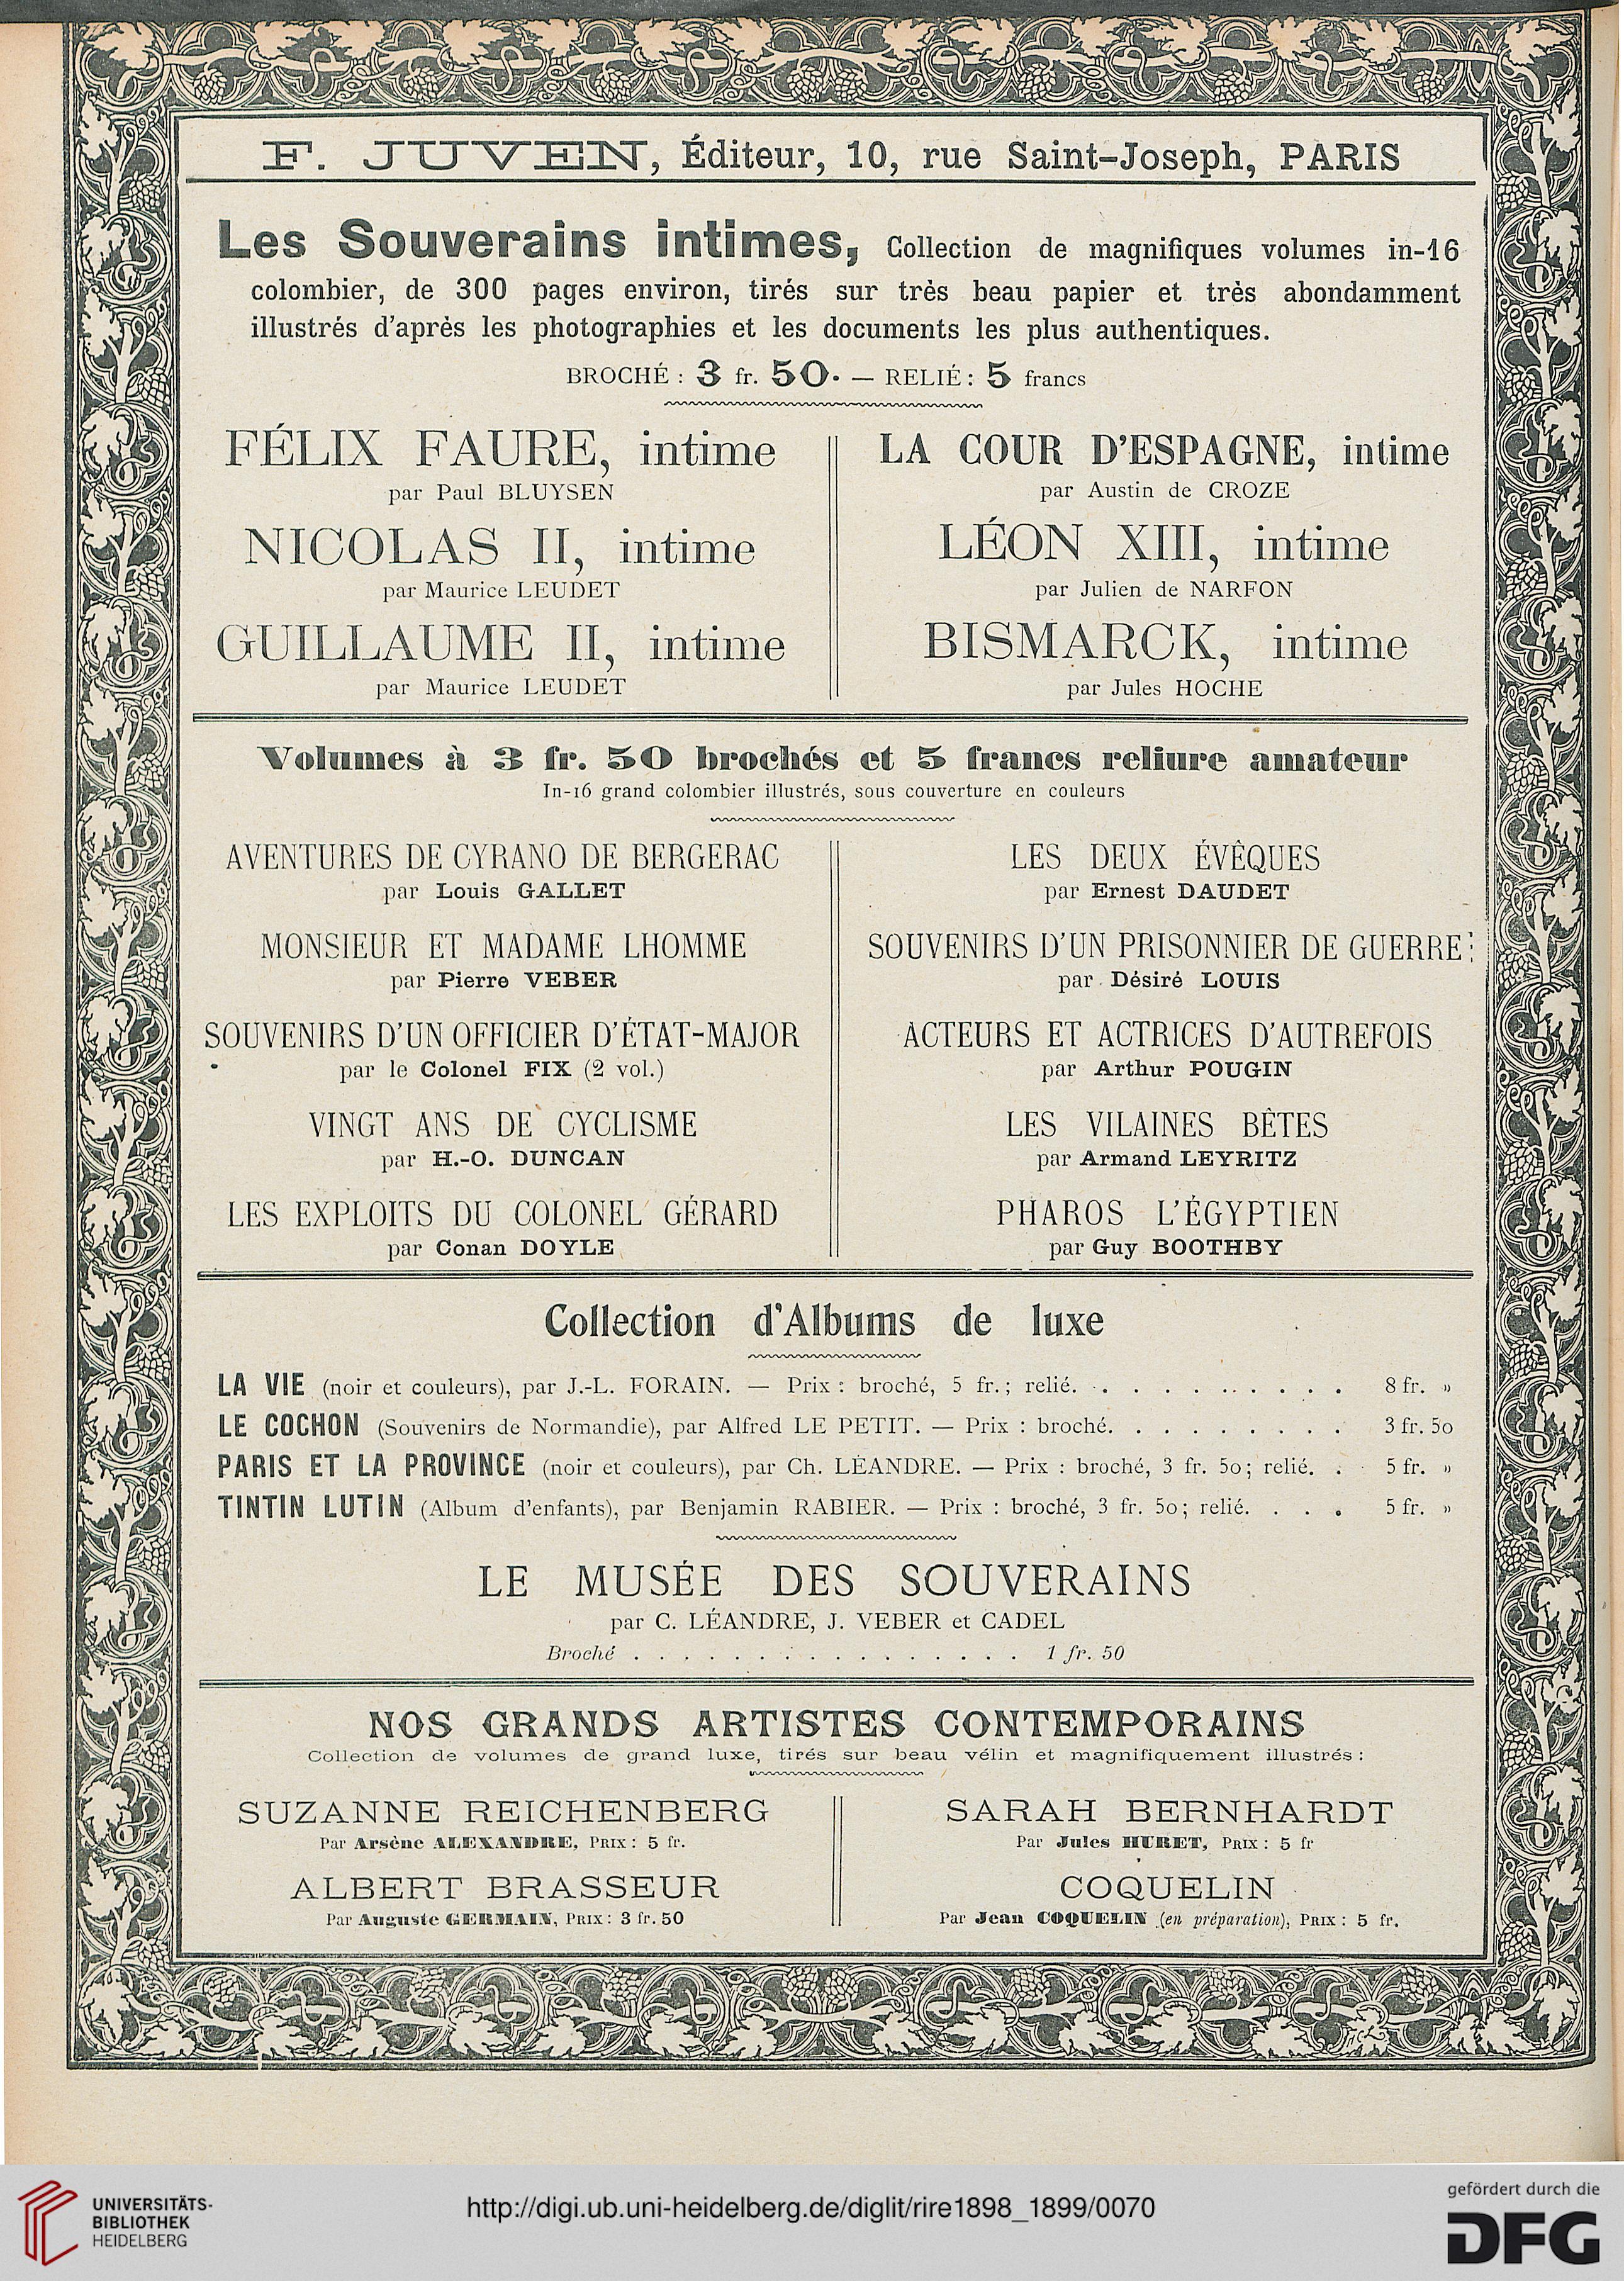 F. JUVEN, Éditeur, 10, rue Saint-Joseph, PARIS
Les Souverains intimes, Collection de magnifiques volumes in-16
colombier, de 300 pages environ, tirés sur très beau papier et très abondamment
illustrés d'après les photographies et les documents les plus authentiques.
BROCHÉ : 3 fr. 50. — RELIÉ : 5 francs
FÉLIX FAURE, intime
par Paul BLUYSEN
NICOLAS II, intime
par Maurice LEUDET
GUILLAUME II, intime
par Maurice LEUDET
LA COUR D'ESPAGNE, intime
par Austin de CROZE
LÉON XIII, intime
par Julien de NARFON
BISMARCK, intime
par Jules HOCHE
Volumes à 3 fr. 50 brochés et 5 francs reliure amateur
In-16 grand colombier illustrés, sous couverture en couleurs
AVENTURES DE CYRANO DE BERGERAC
par Louis GALLET
MONSIEUR ET MADAME LHOMME
par Pierre VEBER
SOUVENIRS D'UN OFFICIER D'ÉTAT-MAJOR
par le Colonel FIX (2 vol.)
VINGT ANS DE CYCLISME
par H.-O. DUNCAN
LES EXPLOITS DU COLONEL GÉRARD
par Conan DOYLE
LES DEUX ÉVÊQUES
par Ernest DAUDET
SOUVENIRS D'UN PRISONNIER DE GUERRE
par Désiré LOUIS
ACTEURS ET ACTRICES D'AUTREFOIS
par Arthur POUGIN
LES VILAINES BÊTES
par Armand LEYRITZ
PHAROS L'ÉGYPTIEN
par Guy BOOTHBY
Collection d'Albums de luxe
LA VIE (noir et couleurs), par J.-L. FORAIN. — Prix : broché, 5 fr.; relié. . . . . . . . . . . 8 fr. »
LE COCHON (Souvenirs de Normandie), par Alfred LE PETIT. — Prix : broché. . . . . . . . . . 3 fr. 50
PARIS ET LA PROVINCE (noir et couleurs), par Ch. LÉANDRE. — Prix : broché, 3 fr. 50; relié. . . 5 fr. »
TINTIN LUTIN (Album d'enfants), par Benjamin RABIER. — Prix : broché, 3 fr. 50; relié. . . . . 5 fr. »
LE MUSÉE DES SOUVERAINS
par C. LÉANDRE, J. VEBER et CADEL
Broché . . . . . . . . . . . . . . . . 1 fr. 50
NOS GRANDS ARTISTES CONTEMPORAINS
Collection de volumes de grand luxe, tirés sur beau vélin et magnifiquement illustrés :
SUZANNE REICHENBERG
Par Arsène ALEXANDRE, PRIX : 5 fr.
ALBERT BRASSEUR
Par Auguste GERMAIN, PRIX : 3 fr. 50
SARAH BERNHARDT
Par Jules HURET, PRIX : 5 fr
COQUELIN
Par Jean COQUELIN (en préparation), PRIX : 5 fr.
UNIVERSITÄTS-
BIBLIOTHEK
HEIDELBERG
http://digi.ub.uni-heidelberg.de/diglit/rire1898_1899/0070
gefördert durch die
DFG